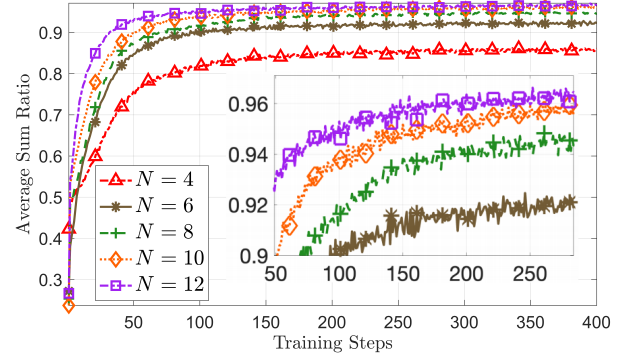 Average Sum Ratio
0.9
0.8
0.7
0.6
0.5
0.4
0.3
N = 4
N = 6
N = 8
N = 10
N = 12
0.96
0.94
0.92
0.9
50 100 150 200 250
50 100 150 200 250 300 350 400
Training Steps